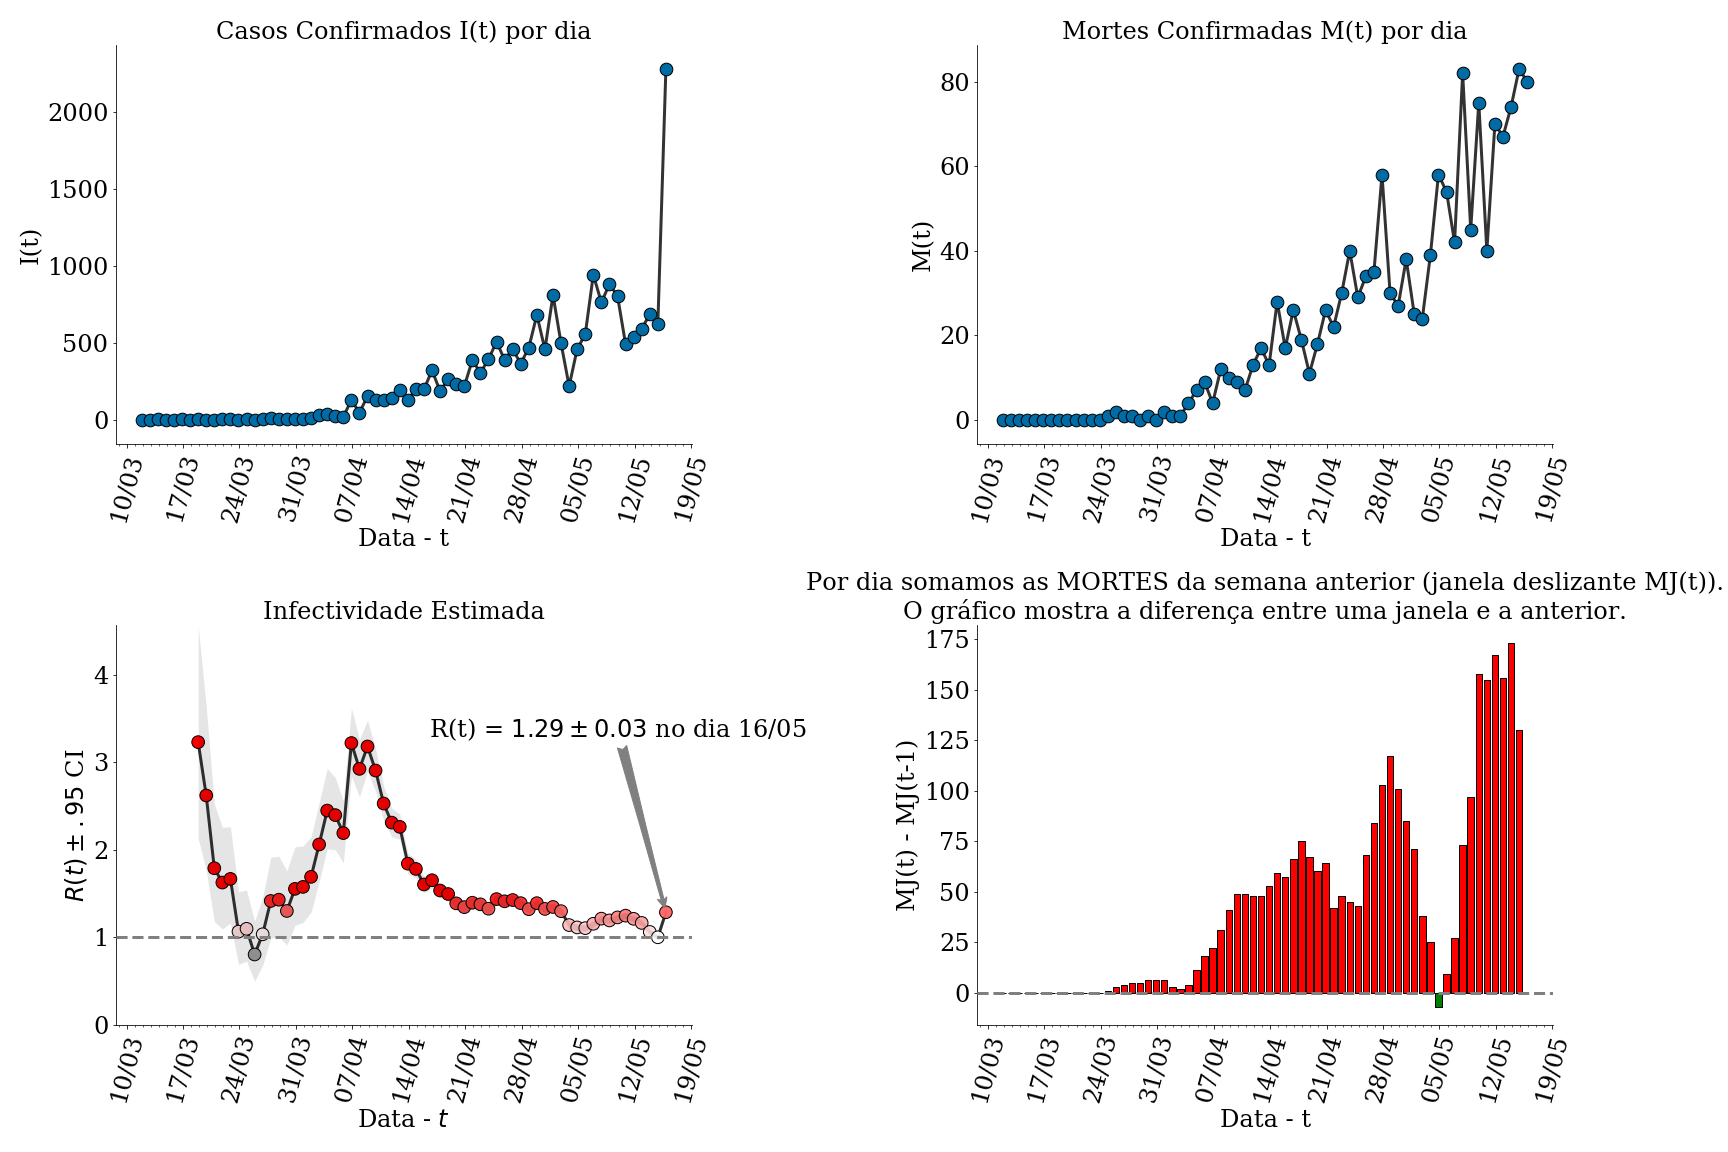 Casos Confirmados I(t) por dia
2000
1500
1000
500
0
I(t)
10/03 17/03 24/03 31/03 07/04 14/04 21/04 28/04 05/05 12/05 19/05
Data - t
Mortes Confirmadas M(t) por dia
80
60
40
20
0
M(t)
10/03 17/03 24/03 31/03 07/04 14/04 21/04 28/04 05/05 12/05 19/05
Data - t
Infectividade Estimada
4
3
2
1
0
R(t) ± .95 CI
R(t) = 1.29 ± 0.03 no dia 16/05
10/03 17/03 24/03 31/03 07/04 14/04 21/04 28/04 05/05 12/05 19/05
Data - t
Por dia somamos as MORTES da semana anterior (janela deslizante MJ(t)).
O gráfico mostra a diferença entre uma janela e a anterior.
175
150
125
100
75
50
25
0
MJ(t) - MJ(t-1)
10/03 17/03 24/03 31/03 07/04 14/04 21/04 28/04 05/05 12/05 19/05
Data - t